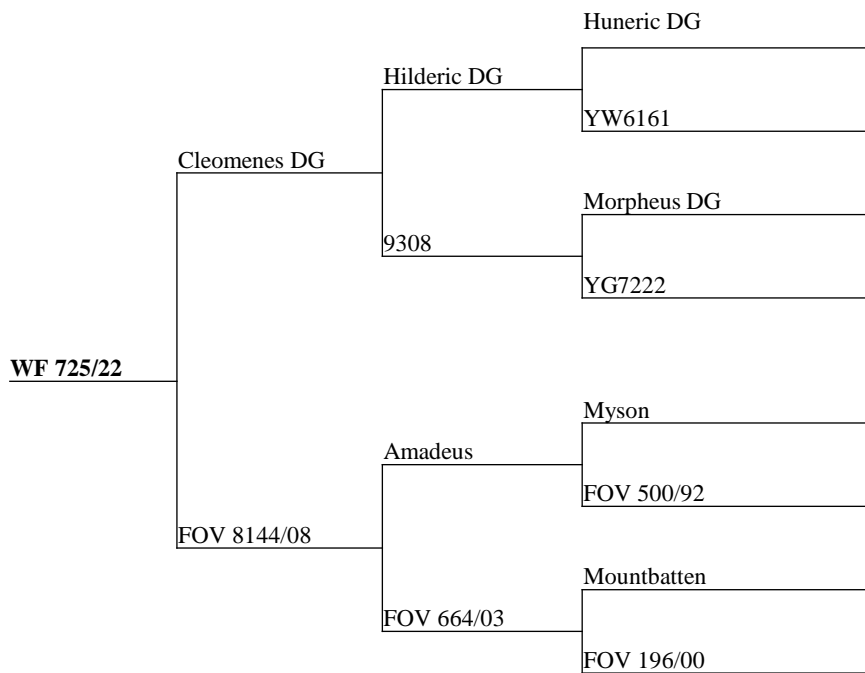 Huneric DG
Hilderic DG
YW6161
Cleomenes DG
Morpheus DG
9308
YG7222
WF 725/22
Myson
Amadeus
FOV 500/92
FOV 8144/08
Mountbatten
FOV 664/03
FOV 196/00